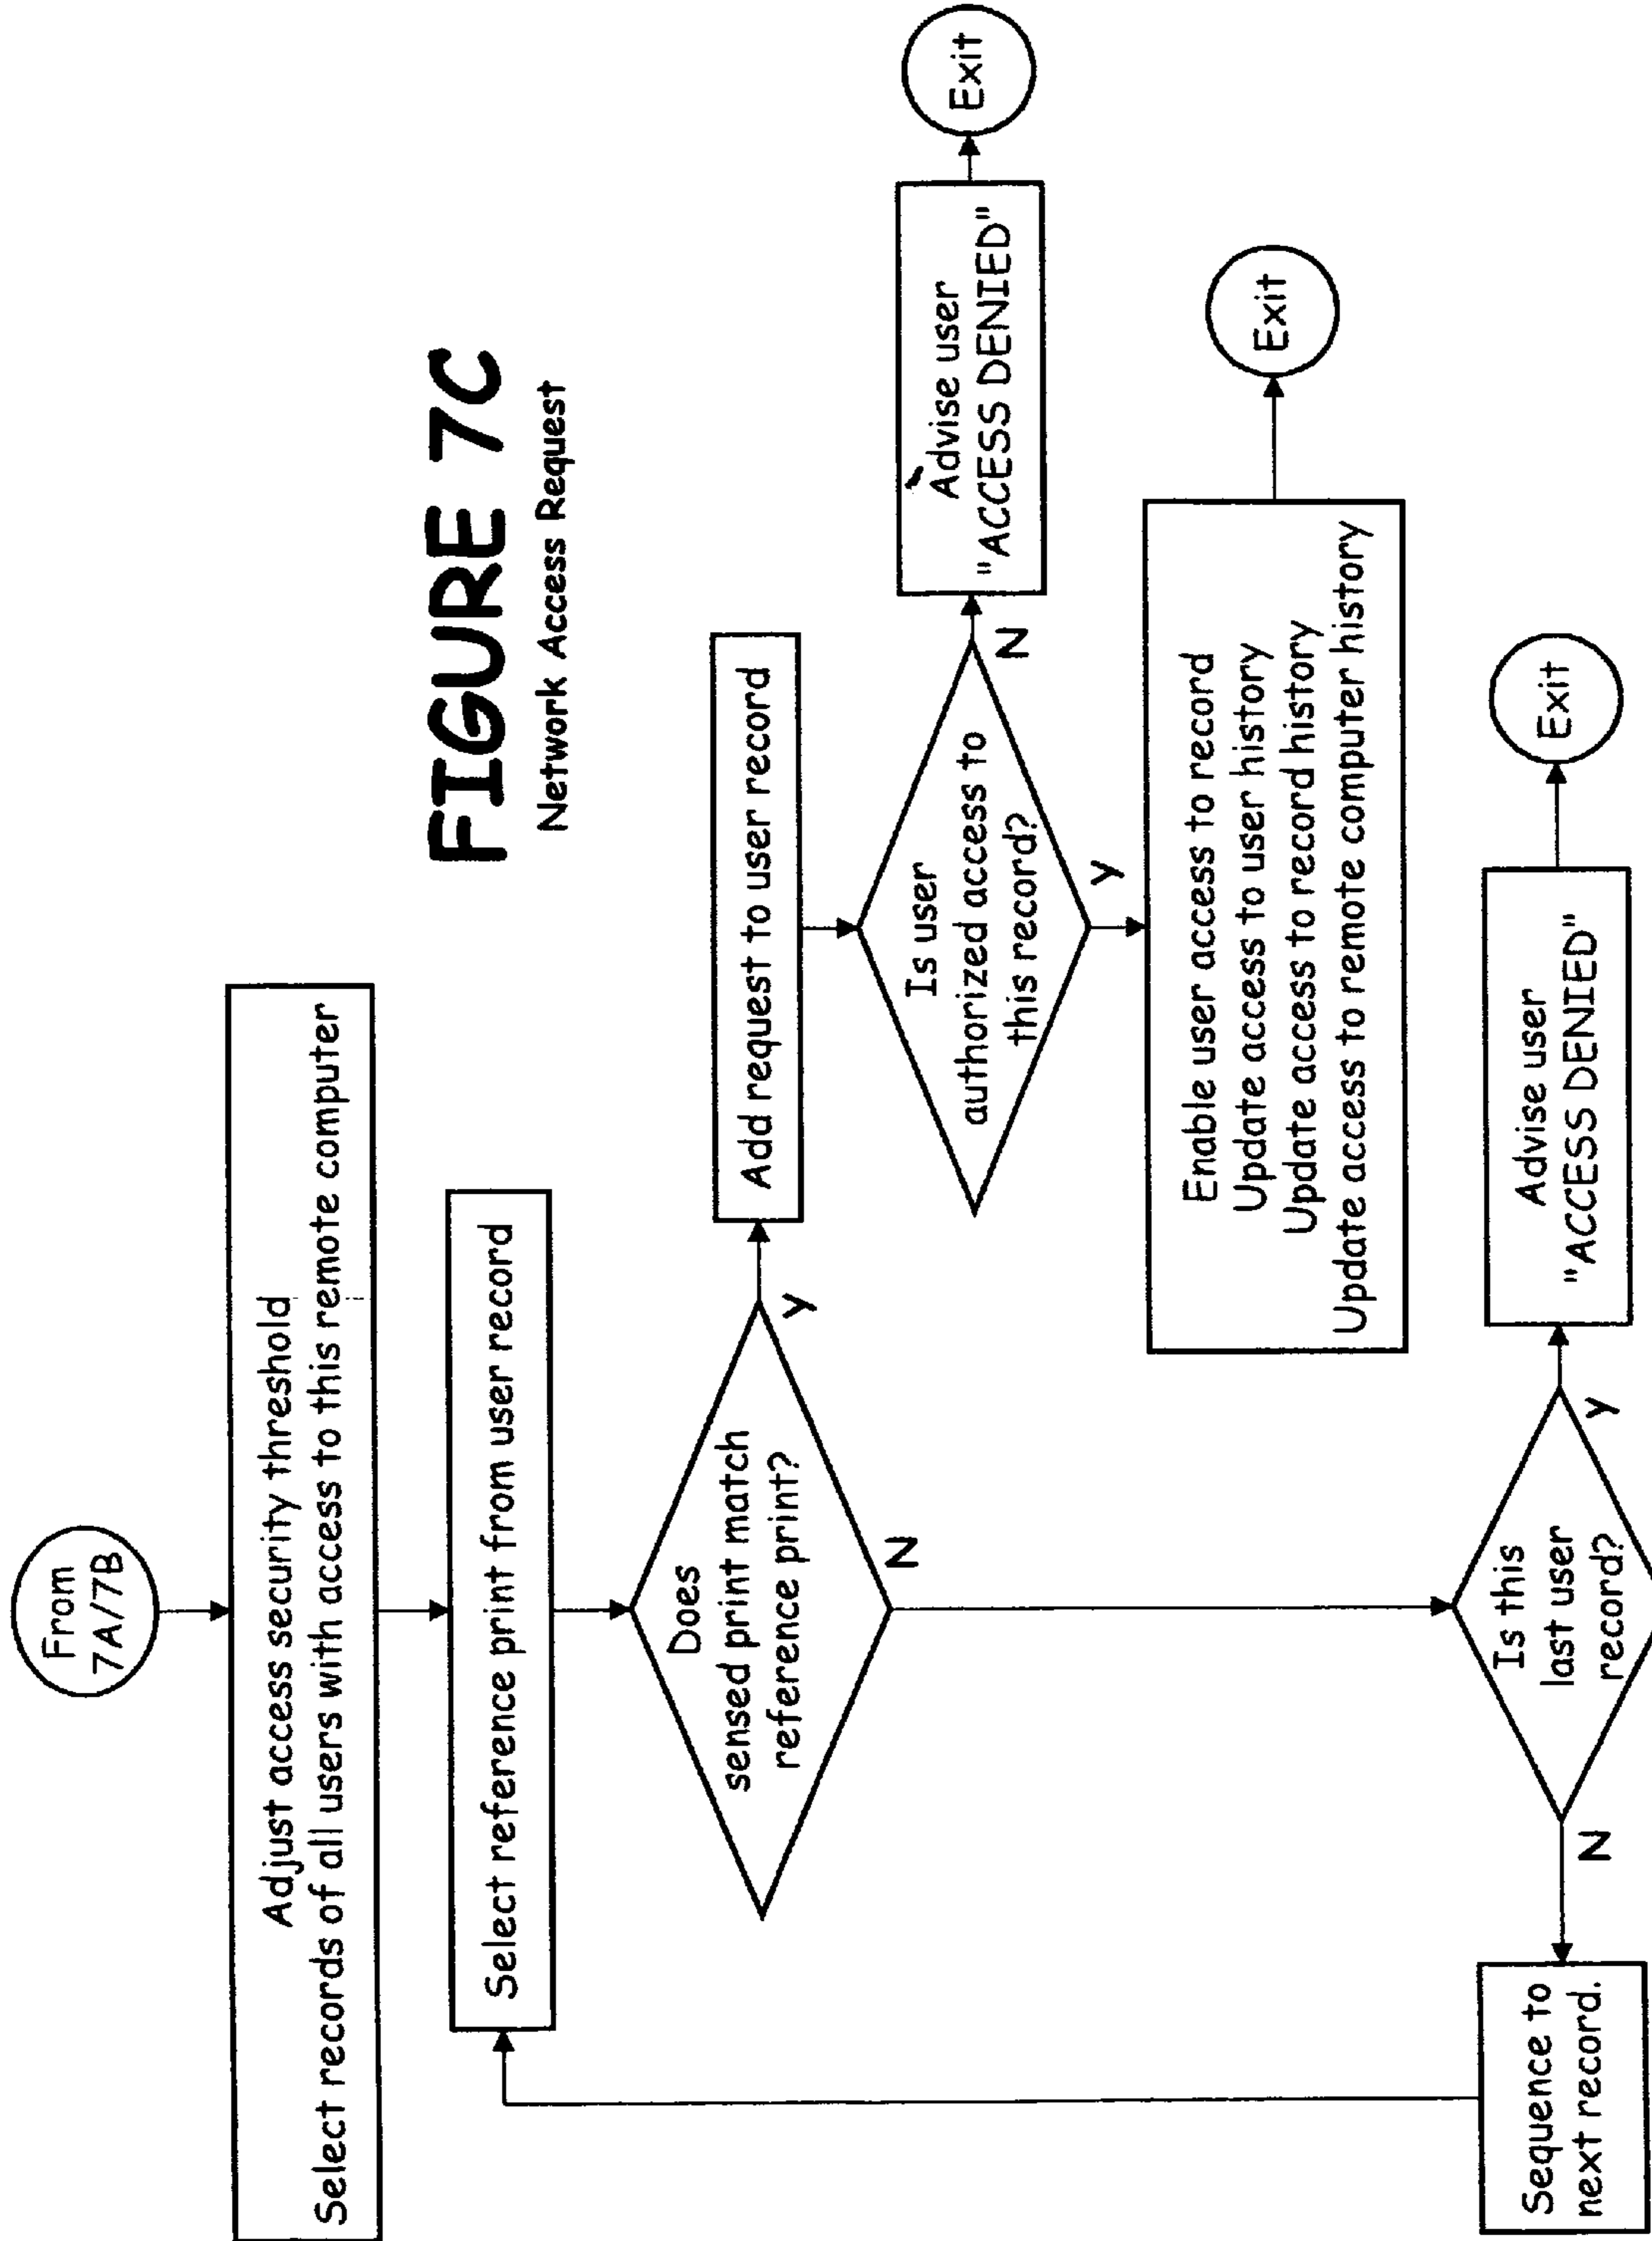 FIGURE 7C
Network Access Request
From
7A/7B
Adjust access security threshold
Select records of all users with access to this remote computer
Select reference print from user record
Does
sensed print match
reference print?
Y
N
Add request to user record
Is user
authorized access to
this record?
N
Y
Advise user
"ACCESS DENIED"
Exit
Enable user access to record
Update access to user history
Update access to record history
Update access to remote computer history
Exit
Is this
last user
record?
Y
N
Advise user
"ACCESS DENIED"
Exit
Sequence to
next record.